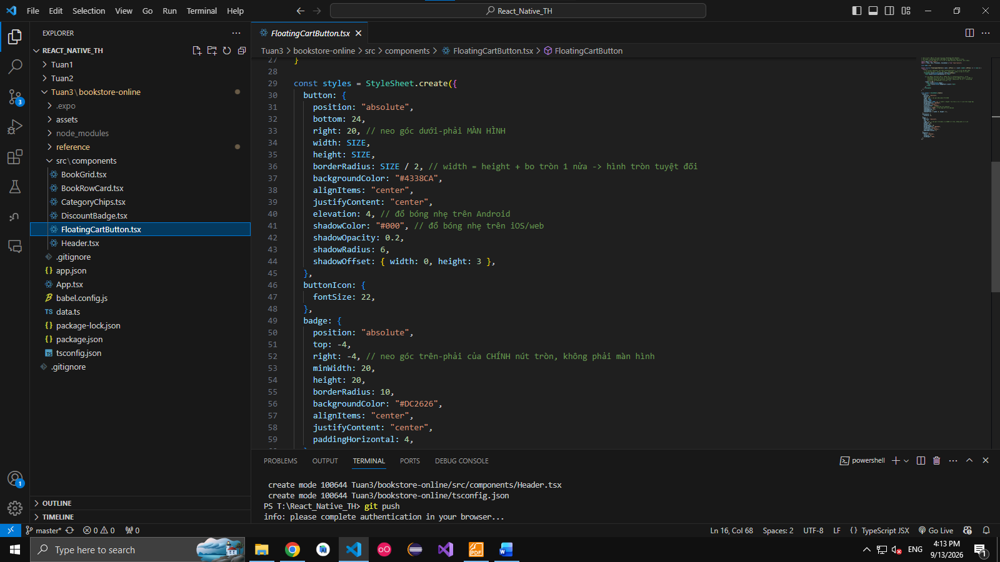 File Edit Selection View Go Run Terminal Help
React_Native_TH
EXPLORER
REACT_NATIVE_TH
Tuan1
Tuan2
Tuan3\bookstore-online
.expo
assets
node_modules
reference
src\components
BookGrid.tsx
BookRowCard.tsx
CategoryChips.tsx
DiscountBadge.tsx
FloatingCartButton.tsx
Header.tsx
.gitignore
{} app.json
App.tsx
babel.config.js
TS data.ts
{} package-lock.json
{} package.json
TS tsconfig.json
.gitignore
OUTLINE
TIMELINE
3
1
FloatingCartButton.tsx
Tuan3 > bookstore-online > src > components > FloatingCartButton.tsx > FloatingCartButton
27 }
28
29 const styles = StyleSheet.create({
30 button: {
31 position: "absolute",
32 bottom: 24,
33 right: 20, // neo góc dưới-phải MÀN HÌNH
34 width: SIZE,
35 height: SIZE,
36 borderRadius: SIZE / 2, // width = height + bo tròn 1 nửa -> hình tròn tuyệt đối
37 backgroundColor: "#4338CA",
38 alignItems: "center",
39 justifyContent: "center",
40 elevation: 4, // đổ bóng nhẹ trên Android
41 shadowColor: "#000", // đổ bóng nhẹ trên iOS/web
42 shadowOpacity: 0.2,
43 shadowRadius: 6,
44 shadowOffset: { width: 0, height: 3 },
45 },
46 buttonIcon: {
47 fontSize: 22,
48 },
49 badge: {
50 position: "absolute",
51 top: -4,
52 right: -4, // neo góc trên-phải của CHÍNH nút tròn, không phải màn hình
53 minWidth: 20,
54 height: 20,
55 borderRadius: 10,
56 backgroundColor: "#DC2626",
57 alignItems: "center",
58 justifyContent: "center",
59 paddingHorizontal: 4,
PROBLEMS OUTPUT TERMINAL PORTS DEBUG CONSOLE
powershell
create mode 100644 Tuan3/bookstore-online/src/components/Header.tsx
create mode 100644 Tuan3/bookstore-online/tsconfig.json
PS T:\React_Native_TH> git push
info: please complete authentication in your browser...
master* 0 0 0
Ln 16, Col 68 Spaces: 2 UTF-8 LF {} TypeScript JSX Go Live
Type here to search
PDF
ENG
4:13 PM
9/13/2026
1